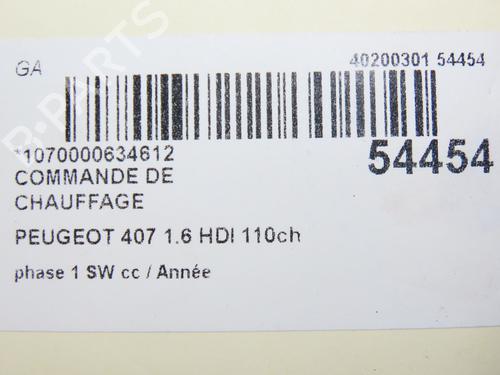 GA
40200301 54454
*1070000634612
54454
COMMANDE DE
CHAUFFAGE
PEUGEOT 407 1.6 HDI 110ch
phase 1 SW cc / Année
B-PARTS